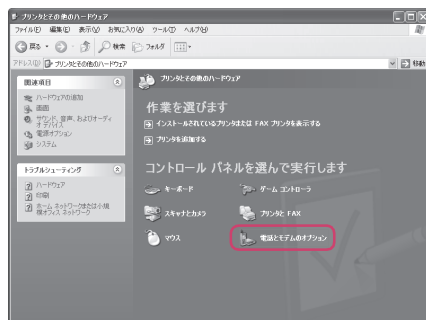 プリンタとその他のハードウェア
ファイル(F) 編集(E) 表示(V) お気に入り(A) ツール(T) ヘルプ(H)
戻る 検索 フォルダ
アドレス(D) プリンタとその他のハードウェア 移動
関連項目
ハードウェアの追加
画面
サウンド、音声、およびオーディオ デバイス
電源オプション
システム
トラブルシューティング
ハードウェア
印刷
ホーム ネットワークまたは小規模オフィス ネットワーク
プリンタとその他のハードウェア
作業を選びます
インストールされているプリンタまたは FAX プリンタを表示する
プリンタを追加する
コントロール パネルを選んで実行します
キーボード ゲーム コントローラ
スキャナとカメラ プリンタと FAX
マウス 電話とモデムのオプション